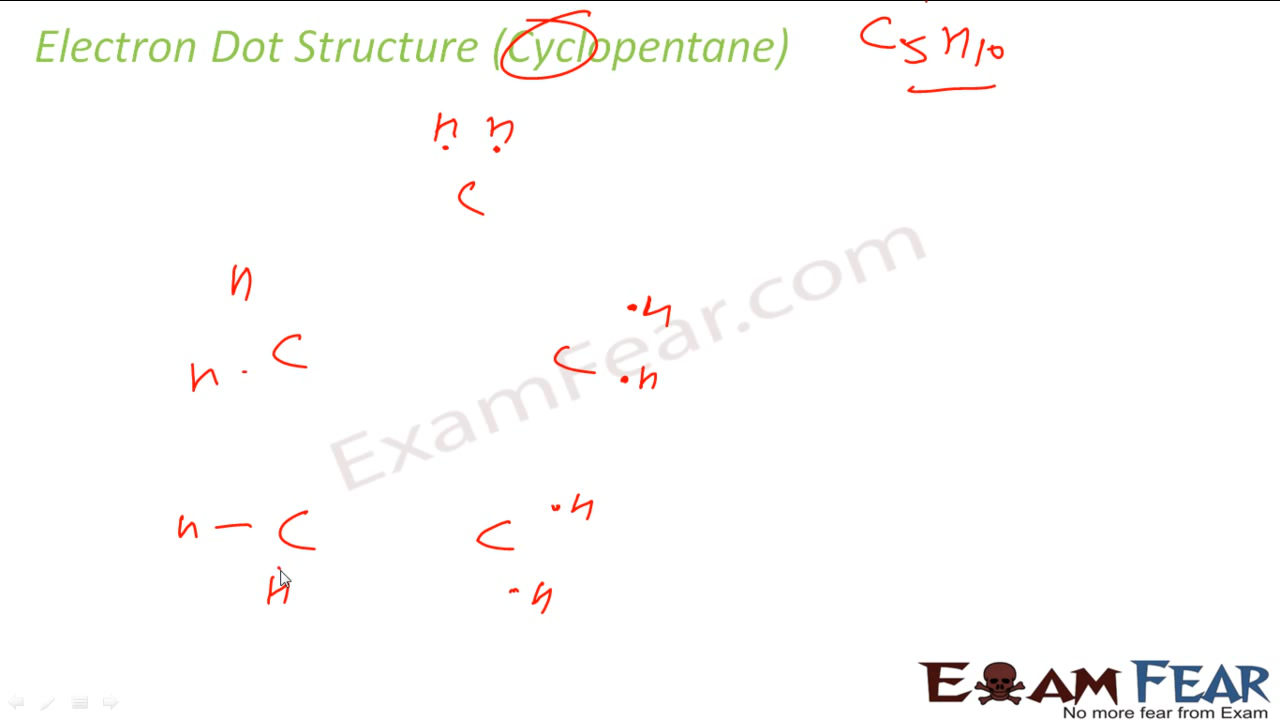 Electron Dot Structure (Cyclopentane) C5H10
H H
C
H
H
C
H
C
H
ExamFear.com
H
H C C
H H
EXAM FEAR
No more fear from Exam